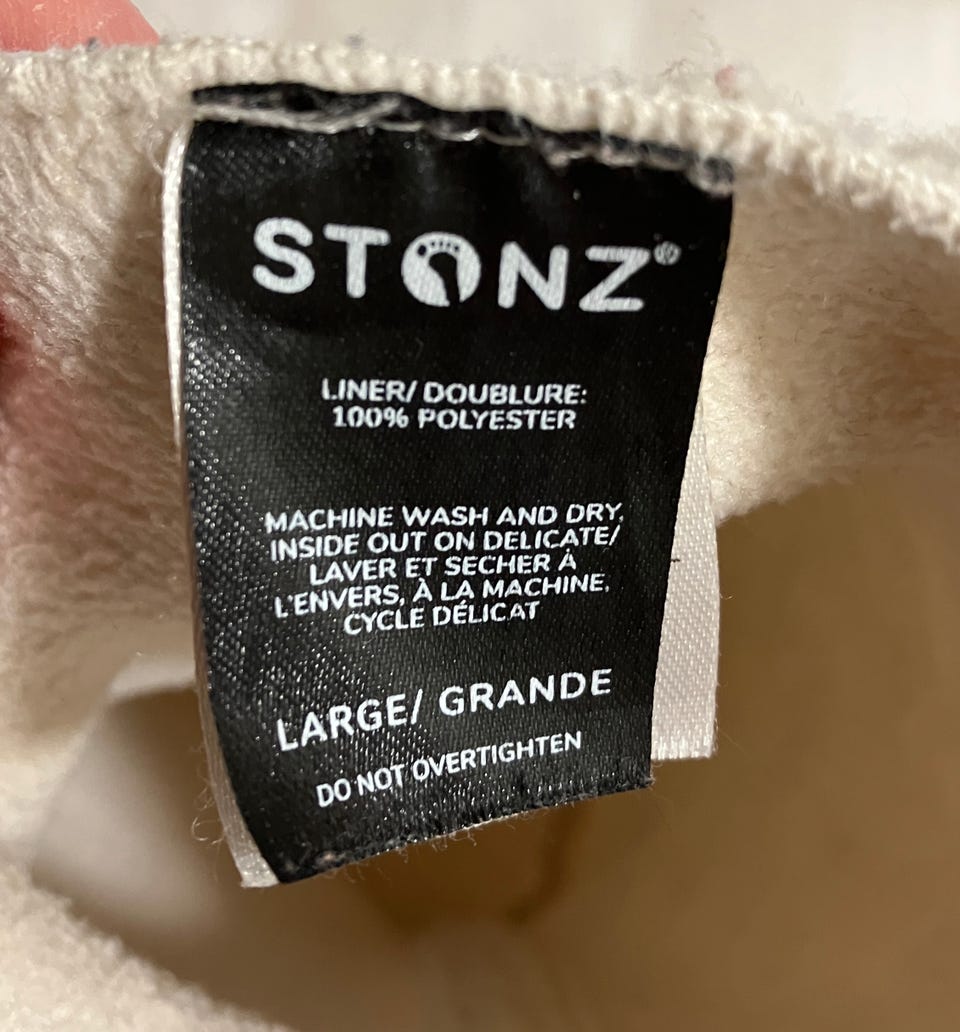 STONZ®
LINER/ DOUBLURE:
100% POLYESTER
MACHINE WASH AND DRY,
INSIDE OUT ON DELICATE/
LAVER ET SECHER À
L'ENVERS, À LA MACHINE,
CYCLE DÉLICAT
LARGE/ GRANDE
DO NOT OVERTIGHTEN